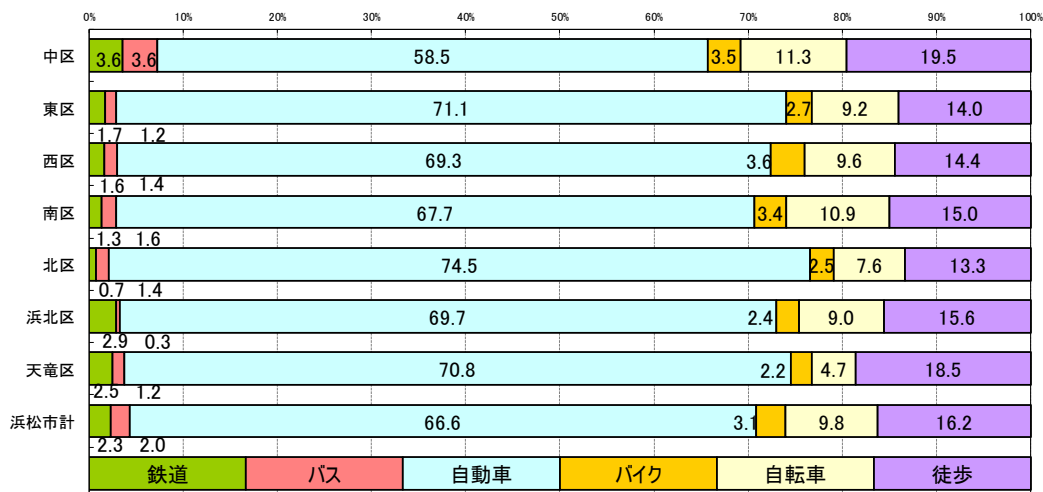 0% 10% 20% 30% 40% 50% 60% 70% 80% 90% 100%
中区 3.6 3.6 58.5 3.5 11.3 19.5
東区 71.1 2.7 9.2 14.0
1.7 1.2
西区 69.3 3.6 9.6 14.4
1.6 1.4
南区 67.7 3.4 10.9 15.0
1.3 1.6
北区 74.5 2.5 7.6 13.3
0.7 1.4
浜北区 69.7 2.4 9.0 15.6
2.9 0.3
天竜区 70.8 2.2 4.7 18.5
2.5 1.2
浜松市計 66.6 3.1 9.8 16.2
2.3 2.0
鉄道 バス 自動車 バイク 自転車 徒歩